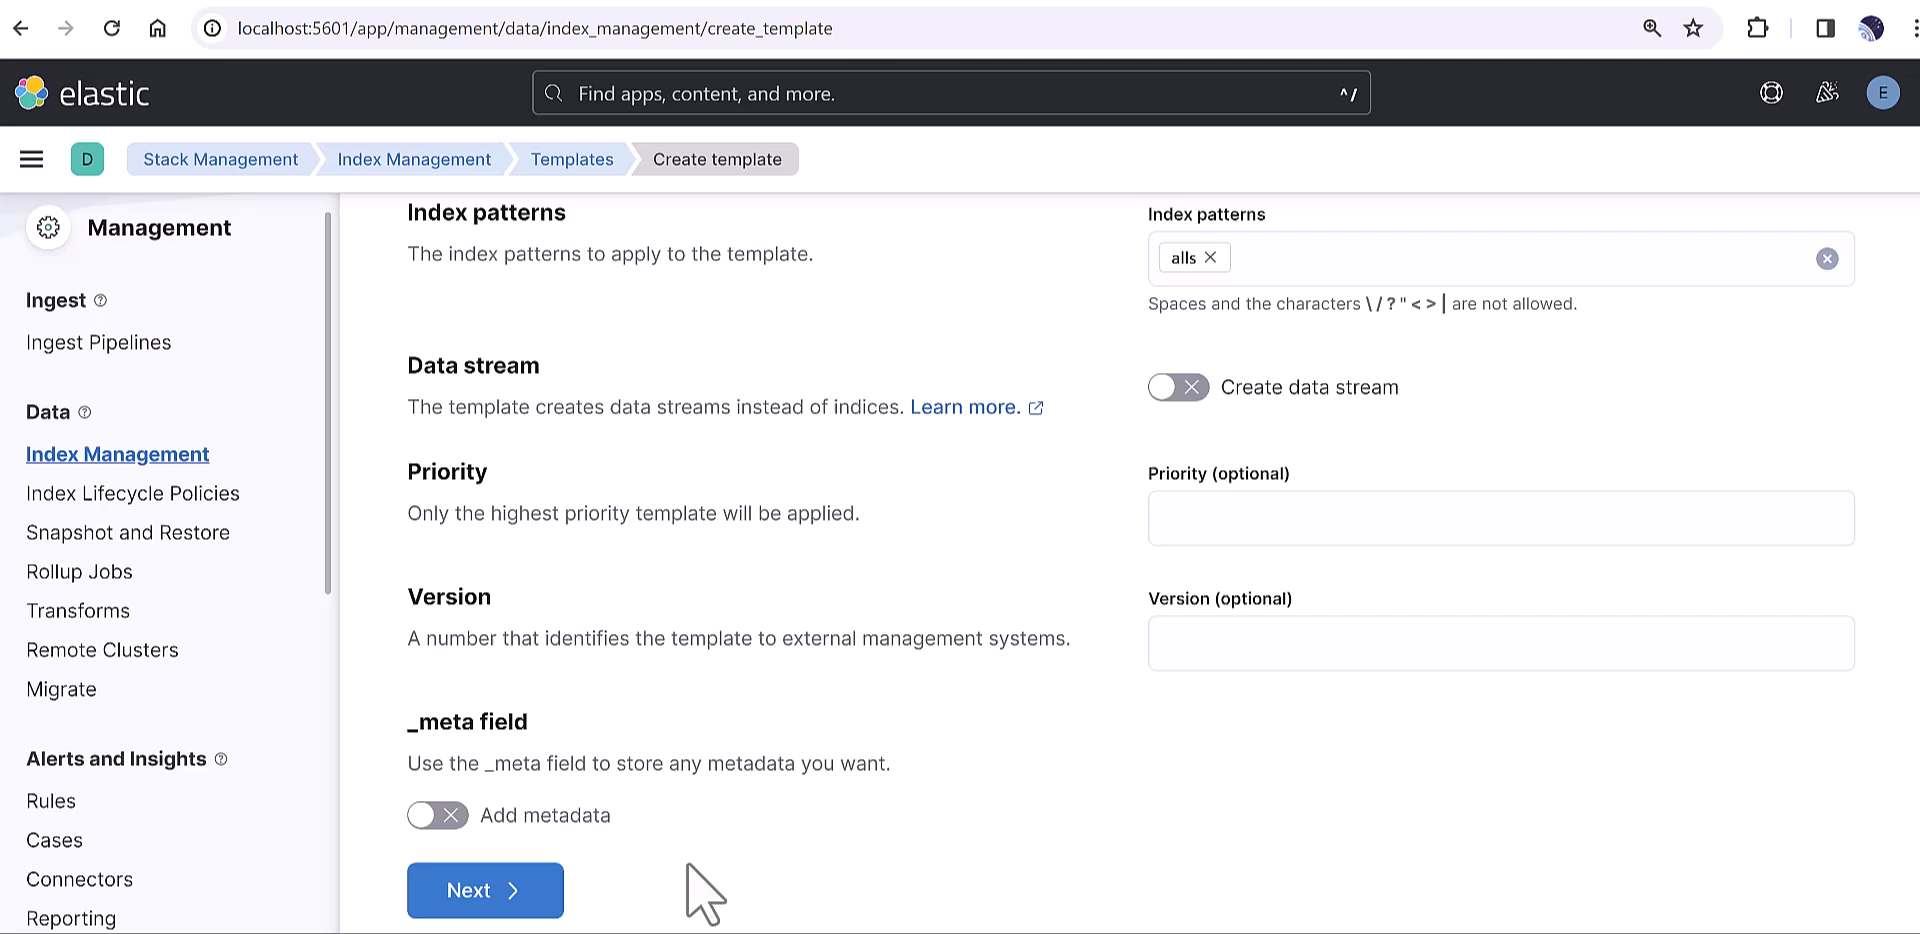 localhost:5601/app/management/data/index_management/create_template
elastic
Find apps, content, and more.
^/
E
D
Stack Management
Index Management
Templates
Create template
Management
Ingest
Ingest Pipelines
Data
Index Management
Index Lifecycle Policies
Snapshot and Restore
Rollup Jobs
Transforms
Remote Clusters
Migrate
Alerts and Insights
Rules
Cases
Connectors
Reporting
Index patterns
The index patterns to apply to the template.
Index patterns
alls
Spaces and the characters \ / ? " < > | are not allowed.
Data stream
The template creates data streams instead of indices. Learn more.
Create data stream
Priority
Only the highest priority template will be applied.
Priority (optional)
Version
A number that identifies the template to external management systems.
Version (optional)
_meta field
Use the _meta field to store any metadata you want.
Add metadata
Next